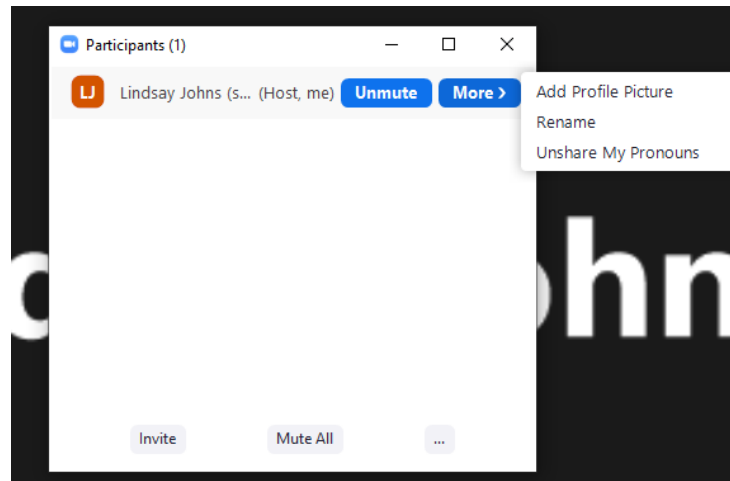 Participants (1)
LJ Lindsay Johns (s... (Host, me) Unmute More >
Add Profile Picture
Rename
Unshare My Pronouns
Invite Mute All ...